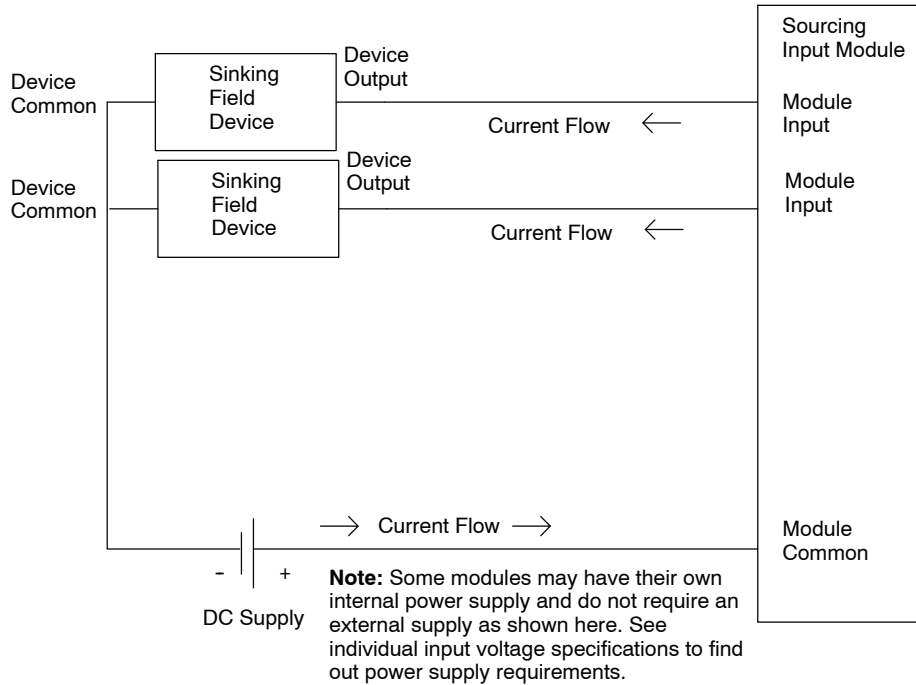 Sourcing
Input Module
Device
Output
Sinking
Field
Device
Device
Common
Module
Input
Current Flow
Device
Output
Sinking
Field
Device
Device
Common
Module
Input
Current Flow
Current Flow
Module
Common
- +
DC Supply
Note: Some modules may have their own
internal power supply and do not require an
external supply as shown here. See
individual input voltage specifications to find
out power supply requirements.